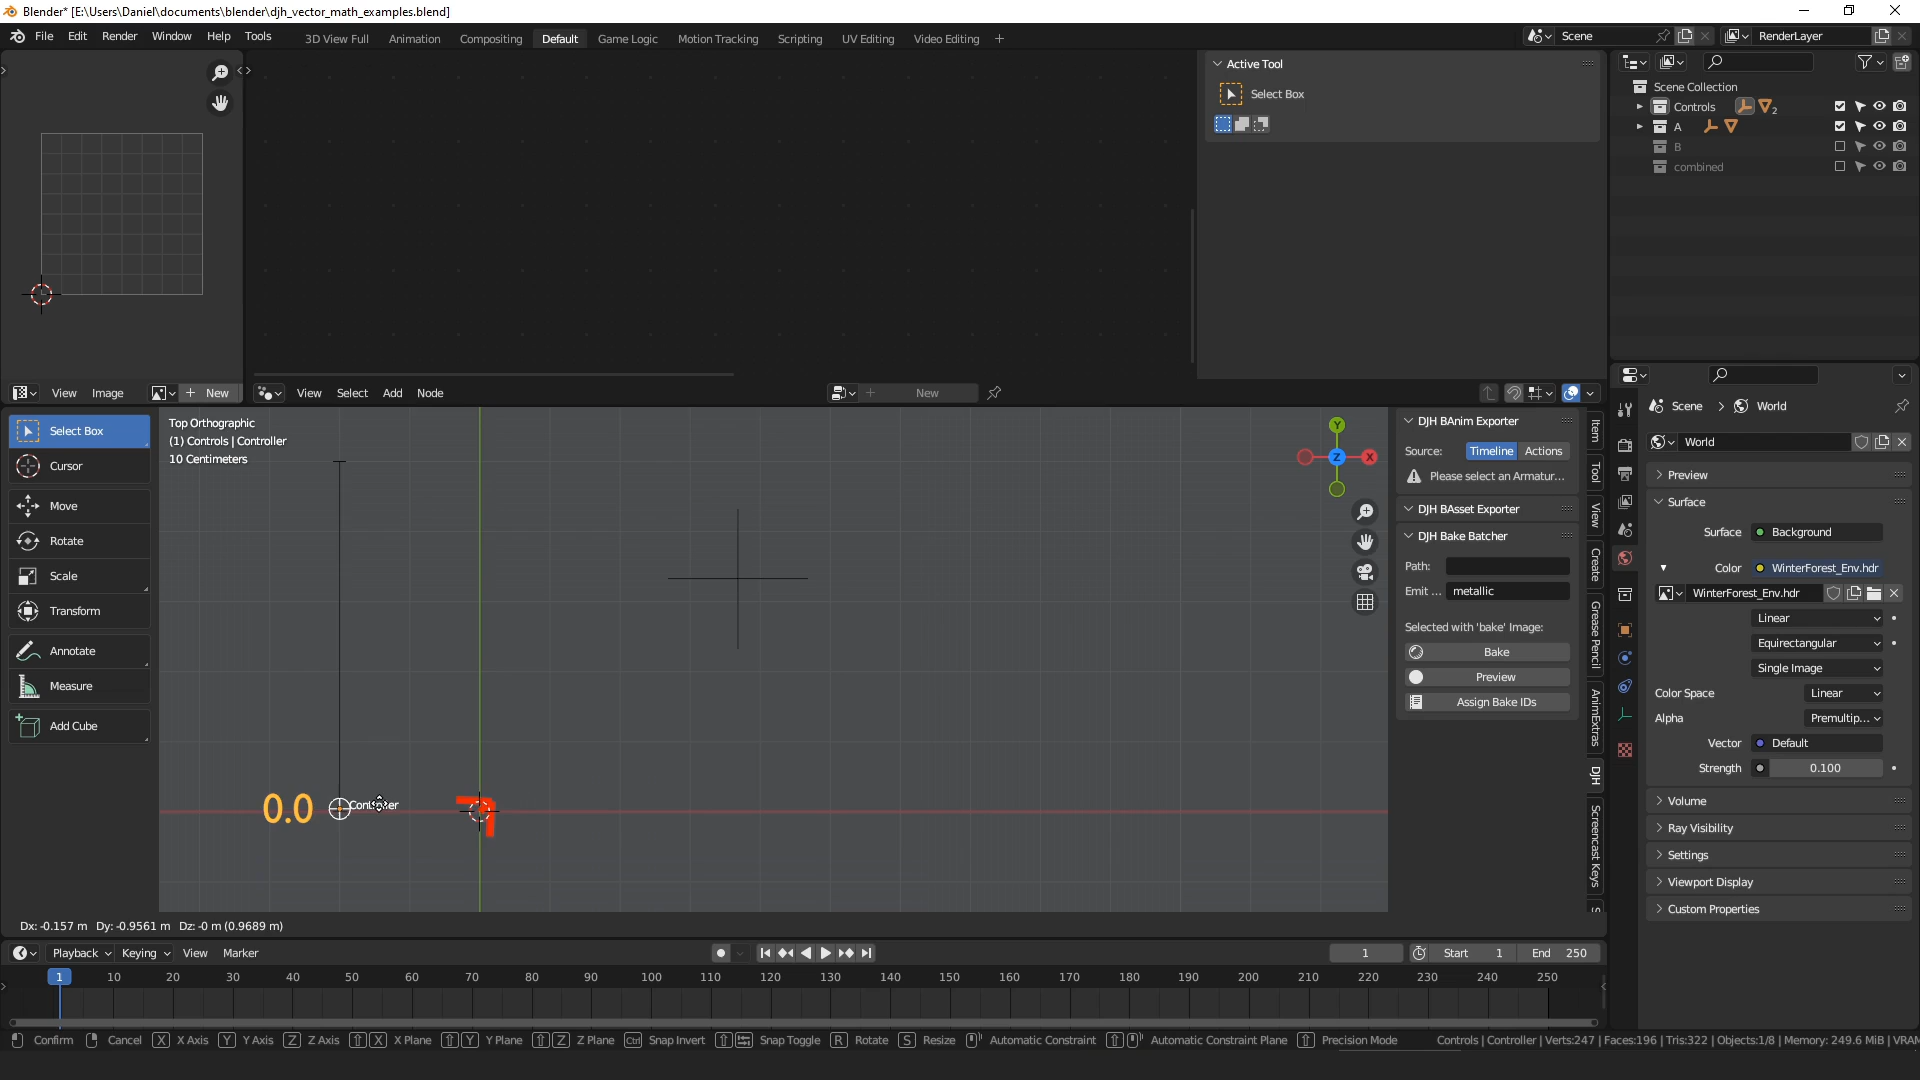 Blender* [E:\Users\Daniel\documents\blender\djh_vector_math_examples.blend]
File Edit Render Window Help Tools 3D View Full Animation Compositing Default Game Logic Motion Tracking Scripting UV Editing Video Editing + Scene RenderLayer
Active Tool
Select Box
Scene Collection
Controls 2
A
B
combined
View Image + New View Select Add Node + New
Select Box
Cursor
Move
Rotate
Scale
Transform
Annotate
Measure
Add Cube
Top Orthographic
(1) Controls | Controller
10 Centimeters
0.0
Y
Z
X
DJH BAnim Exporter
Source: Timeline Actions
Please select an Armatur...
DJH BAsset Exporter
DJH Bake Batcher
Path:
Emit ... metallic
Selected with 'bake' Image:
Bake
Preview
Assign Bake IDs
Item
Tool
View
Create
Grease Pencil
AnimExtras
DJH
Screencast Keys
Scene > World
World
Preview
Surface
Surface Background
Color WinterForest_Env.hdr
WinterForest_Env.hdr
Linear
Equirectangular
Single Image
Color Space Linear
Alpha Premultip...
Vector Default
Strength 0.100
Volume
Ray Visibility
Settings
Viewport Display
Custom Properties
Dx: -0.157 m Dy: -0.9561 m Dz: -0 m (0.9689 m)
Playback Keying View Marker 1 Start 1 End 250
1 10 20 30 40 50 60 70 80 90 100 110 120 130 140 150 160 170 180 190 200 210 220 230 240 250
Confirm Cancel X X Axis Y Y Axis Z Z Axis X X Plane Y Y Plane Z Z Plane Ctrl Snap Invert Snap Toggle R Rotate S Resize Automatic Constraint Automatic Constraint Plane Precision Mode Controls | Controller | Verts:247 | Faces:196 | Tris:322 | Objects:1/8 | Memory: 249.6 MiB | VRAM